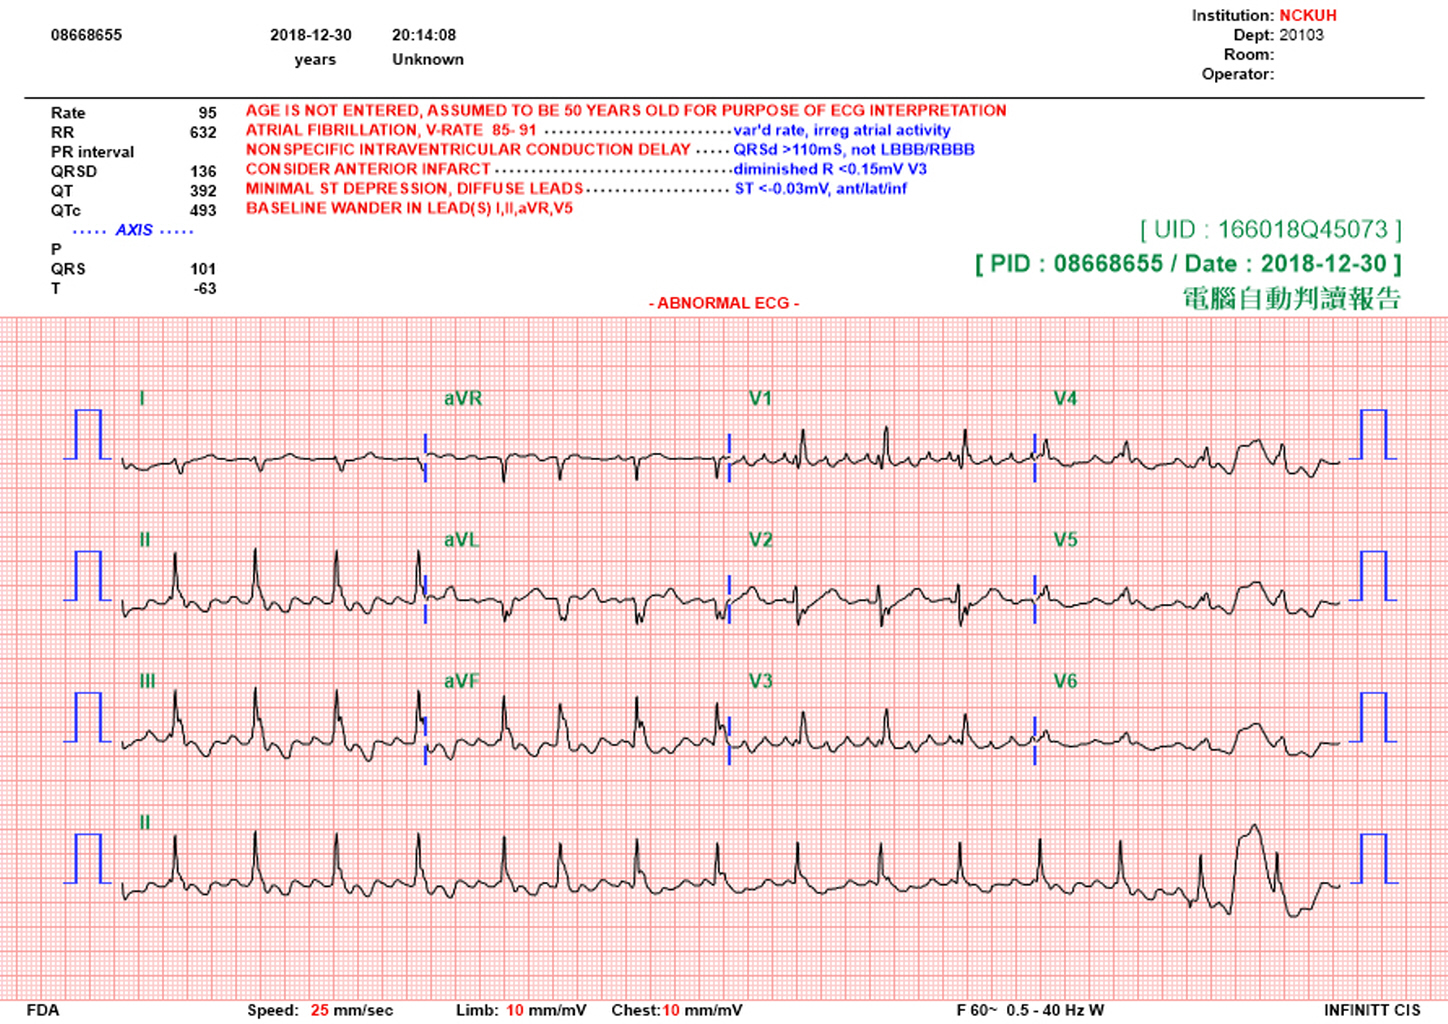 Institution: NCKUH
08668655 2018-12-30 20:14:08 Dept: 20103
years Unknown Room:
Operator:
Rate 95 AGE IS NOT ENTERED, ASSUMED TO BE 50 YEARS OLD FOR PURPOSE OF ECG INTERPRETATION
RR 632 ATRIAL FIBRILLATION, V-RATE 85- 91 ························ var'd rate, irreg atrial activity
PR interval NONSPECIFIC INTRAVENTRICULAR CONDUCTION DELAY ····· QRSd >110mS, not LBBB/RBBB
QRSD 136 CONSIDER ANTERIOR INFARCT ······························ diminished R <0.15mV V3
QT 392 MINIMAL ST DEPRESSION, DIFFUSE LEADS ·················· ST <-0.03mV, ant/lat/inf
QTc 493 BASELINE WANDER IN LEAD(S) I,II,aVR,V5
····· AXIS ·····
[ UID : 166018Q45073 ]
P
QRS 101
[ PID : 08668655 / Date : 2018-12-30 ]
T -63
電腦自動判讀報告
- ABNORMAL ECG -
I aVR V1 V4
II aVL V2 V5
III aVF V3 V6
II
FDA Speed: 25 mm/sec Limb: 10 mm/mV Chest:10 mm/mV F 60~ 0.5 - 40 Hz W INFINITT CIS